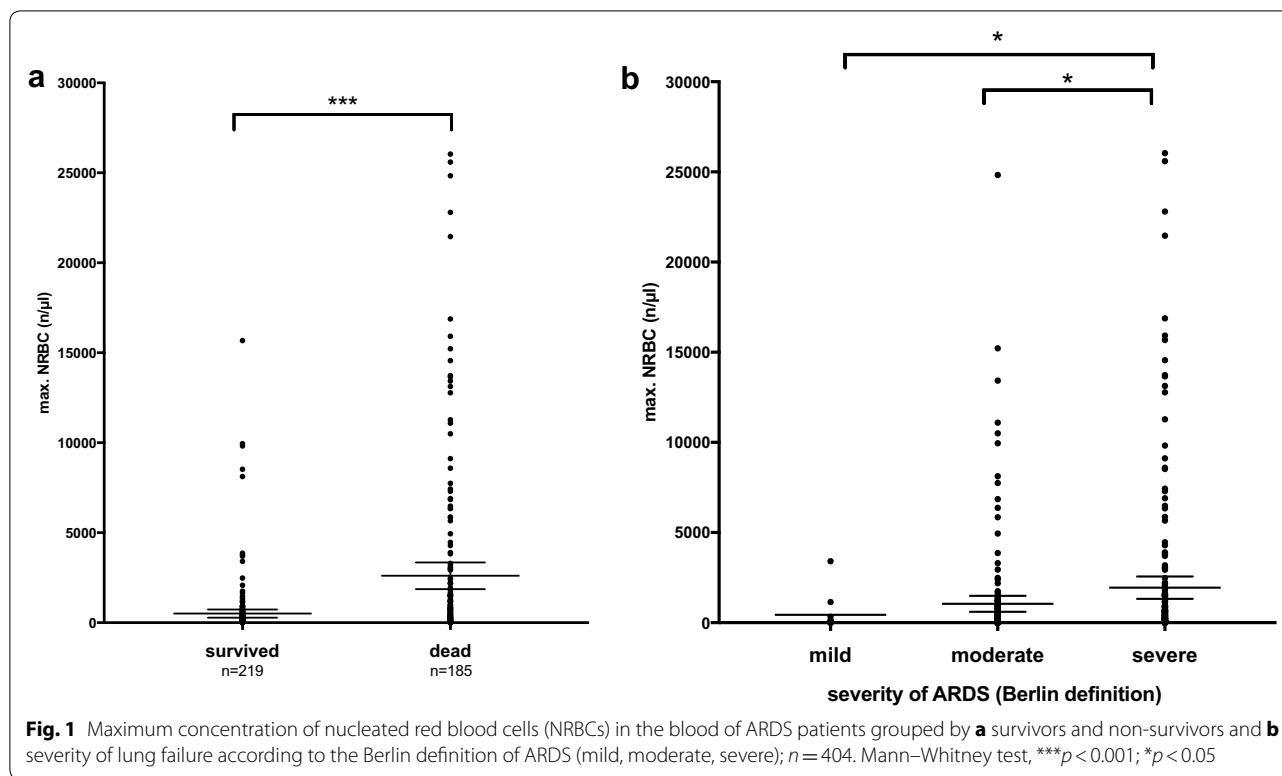 a
30000
25000
20000
15000
10000
5000
0
max. NRBC (n/µl)
***
survived
n=219
dead
n=185
b
30000
25000
20000
15000
10000
5000
0
max. NRBC (n/µl)
*
*
mild
moderate
severe
severity of ARDS (Berlin definition)
Fig. 1 Maximum concentration of nucleated red blood cells (NRBCs) in the blood of ARDS patients grouped by a survivors and non-survivors and b
severity of lung failure according to the Berlin definition of ARDS (mild, moderate, severe); n = 404. Mann–Whitney test, ***p < 0.001; *p < 0.05